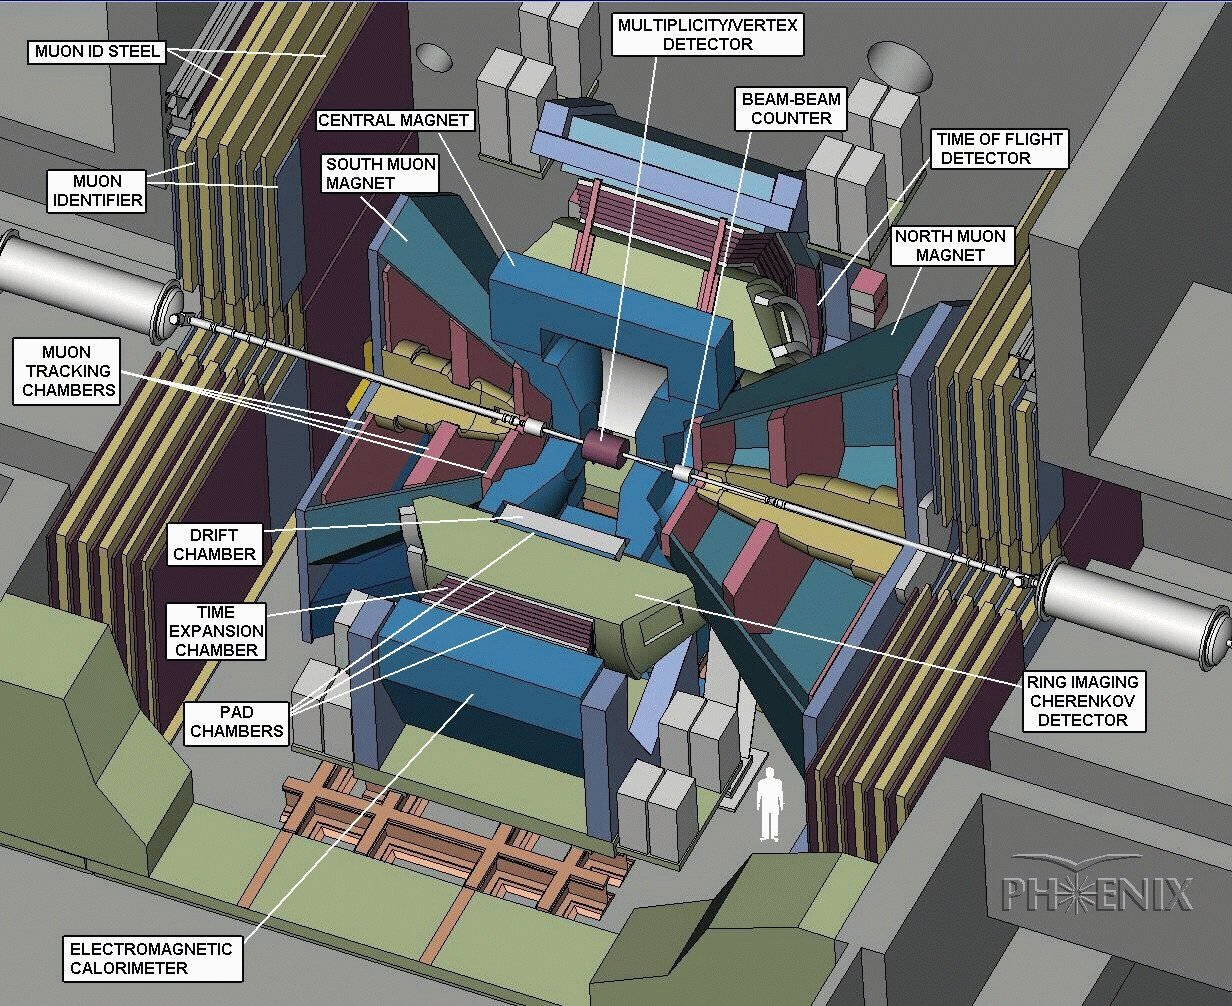 MULTIPLICITY/VERTEX
DETECTOR
MUON ID STEEL
BEAM-BEAM
COUNTER
CENTRAL MAGNET
TIME OF FLIGHT
DETECTOR
SOUTH MUON
MAGNET
MUON
IDENTIFIER
NORTH MUON
MAGNET
MUON
TRACKING
CHAMBERS
DRIFT
CHAMBER
TIME
EXPANSION
CHAMBER
RING IMAGING
CHERENKOV
DETECTOR
PAD
CHAMBERS
PHOENIX
ELECTROMAGNETIC
CALORIMETER